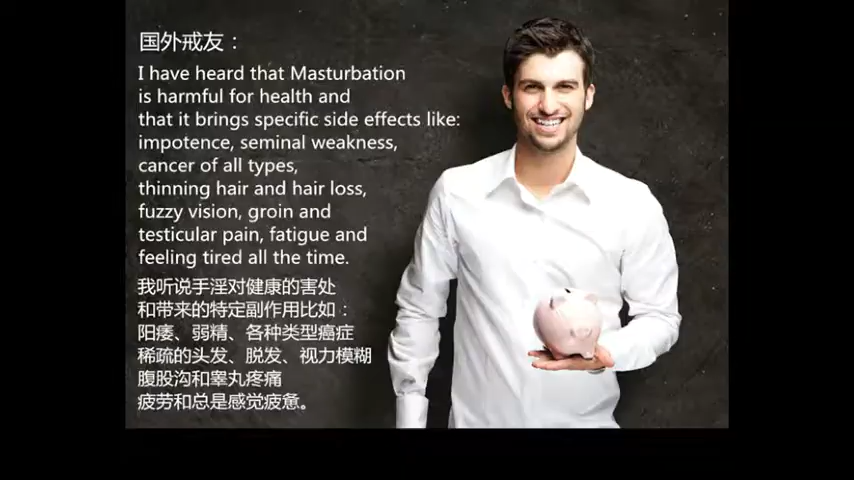 国外戒友：
I have heard that Masturbation
is harmful for health and
that it brings specific side effects like:
impotence, seminal weakness,
cancer of all types,
thinning hair and hair loss,
fuzzy vision, groin and
testicular pain, fatigue and
feeling tired all the time.
我听说手淫对健康的害处
和带来的特定副作用比如：
阳痿、弱精、各种类型癌症
稀疏的头发、脱发、视力模糊
腹股沟和睾丸疼痛
疲劳和总是感觉疲惫。